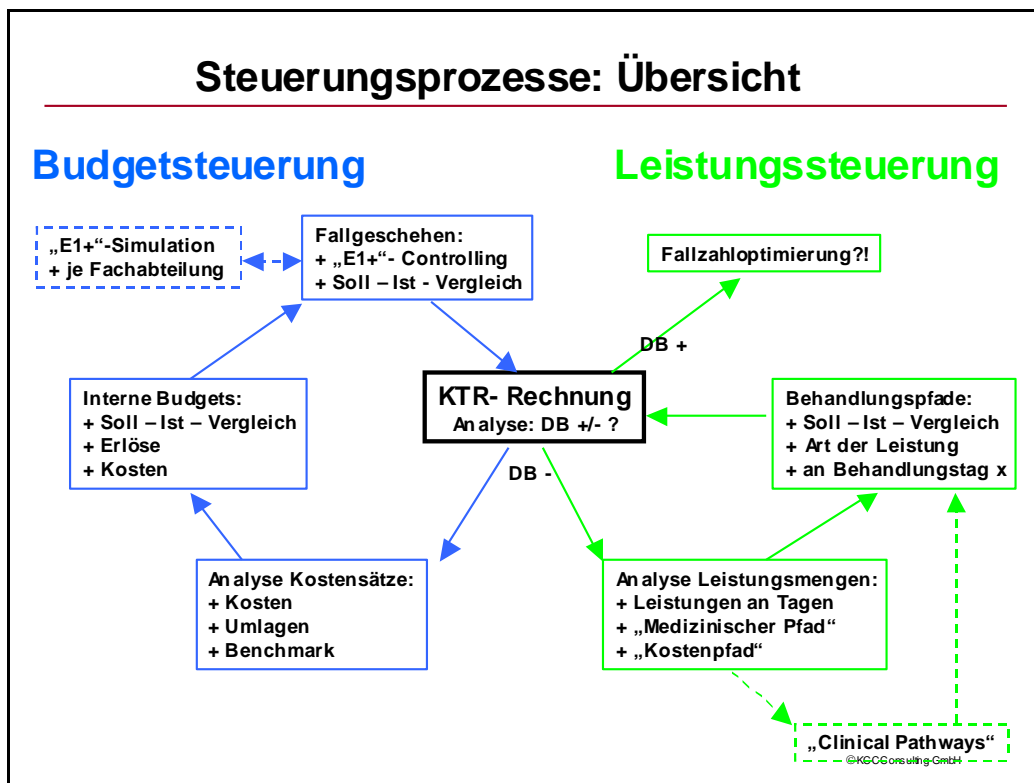 Steuerungsprozesse: Übersicht
Budgetsteuerung
Leistungssteuerung
„E1+“-Simulation
+ je Fachabteilung
Fallgeschehen:
+ „E1+“- Controlling
+ Soll – Ist - Vergleich
Fallzahloptimierung?!
DB +
Interne Budgets:
+ Soll – Ist – Vergleich
+ Erlöse
+ Kosten
KTR- Rechnung
Analyse: DB +/- ?
Behandlungspfade:
+ Soll – Ist – Vergleich
+ Art der Leistung
+ an Behandlungstag x
DB -
Analyse Kostensätze:
+ Kosten
+ Umlagen
+ Benchmark
Analyse Leistungsmengen:
+ Leistungen an Tagen
+ „Medizinischer Pfad“
+ „Kostenpfad“
„Clinical Pathways“
©KCC Consulting GmbH